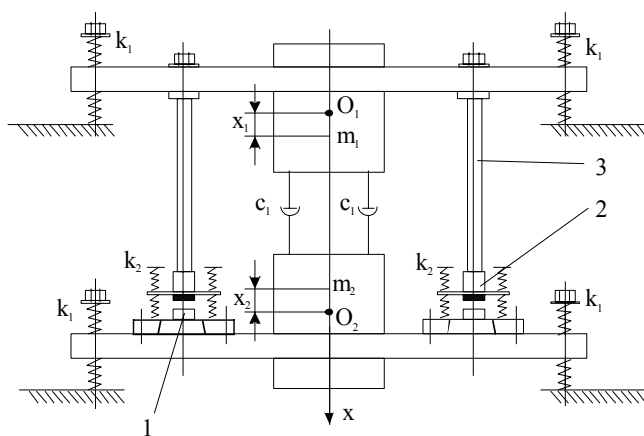 k₁
k₁
O₁
x₁
m₁
3
c₁
c₁
2
k₂
k₂
m₂
x₂
k₁
k₁
O₂
x
1